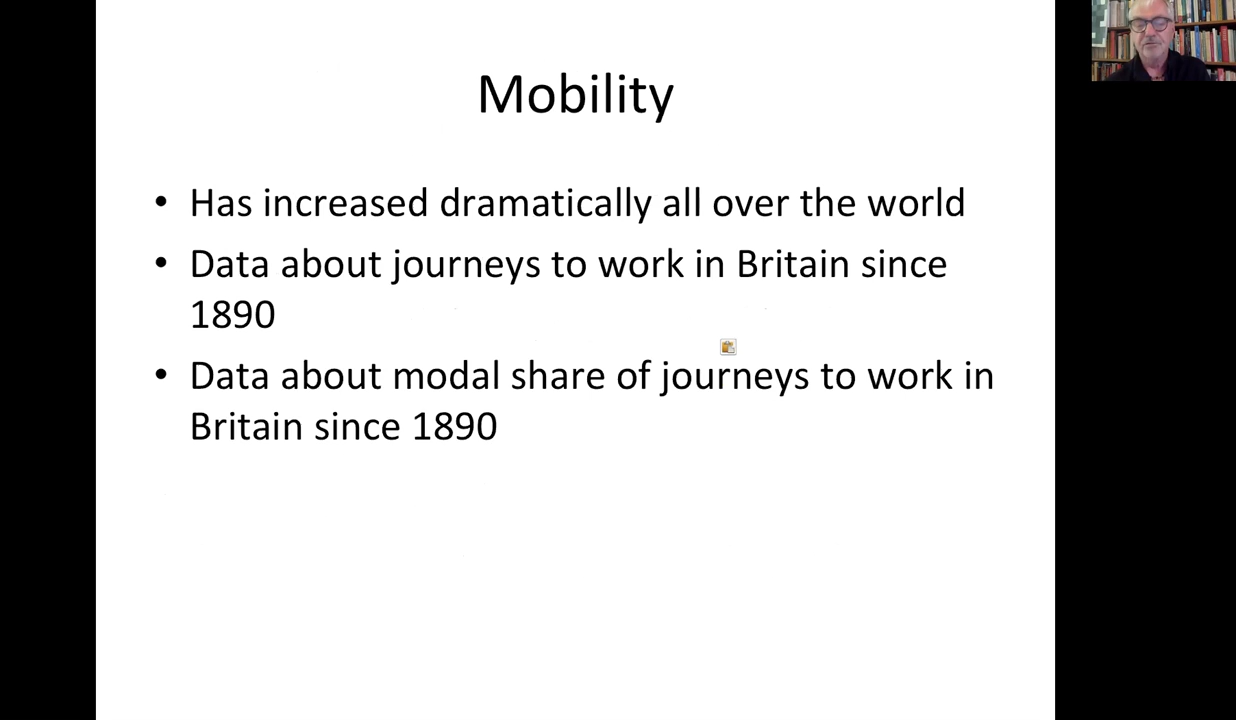 Mobility
• Has increased dramatically all over the world
• Data about journeys to work in Britain since
1890
• Data about modal share of journeys to work in
Britain since 1890